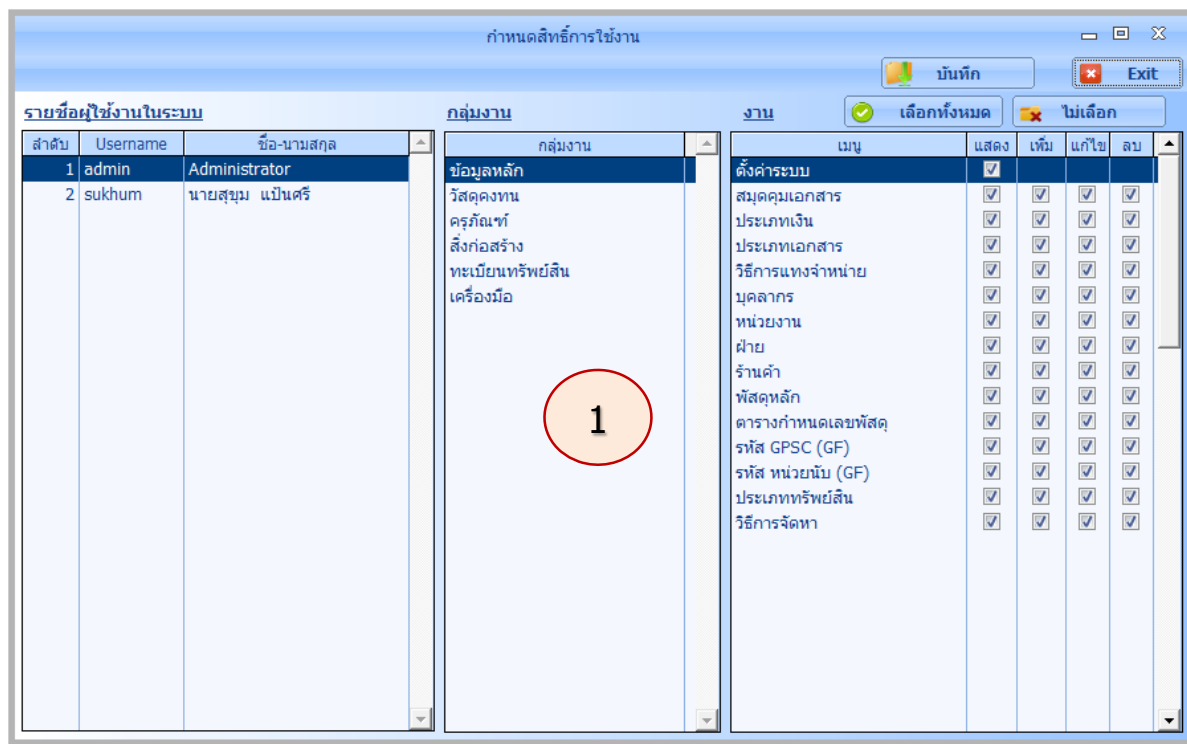 กำหนดสิทธิ์การใช้งาน
บันทึก Exit
รายชื่อผู้ใช้งานในระบบ กลุ่มงาน งาน เลือกทั้งหมด ไม่เลือก
ลำดับ Username ชื่อ-นามสกุล กลุ่มงาน เมนู แสดง เพิ่ม แก้ไข ลบ
1 admin Administrator ข้อมูลหลัก ตั้งค่าระบบ
2 sukhum นายสุขุม แป้นศรี วัสดุคงทน สมุดคุมเอกสาร
ครุภัณฑ์ ประเภทเงิน
สิ่งก่อสร้าง ประเภทเอกสาร
ทะเบียนทรัพย์สิน วิธีการแทงจำหน่าย
เครื่องมือ บุคลากร
หน่วยงาน
ฝ่าย
ร้านค้า
พัสดุหลัก
1 ตารางกำหนดเลขพัสดุ
รหัส GPSC (GF)
รหัส หน่วยนับ (GF)
ประเภททรัพย์สิน
วิธีการจัดหา